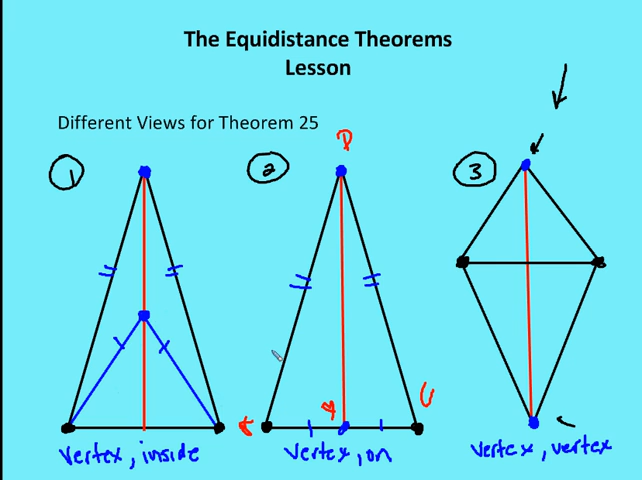 The Equidistance Theorems
Lesson
Different Views for Theorem 25
1
2
P
3
U
vertex, inside
vertex, on
vertex, vertex